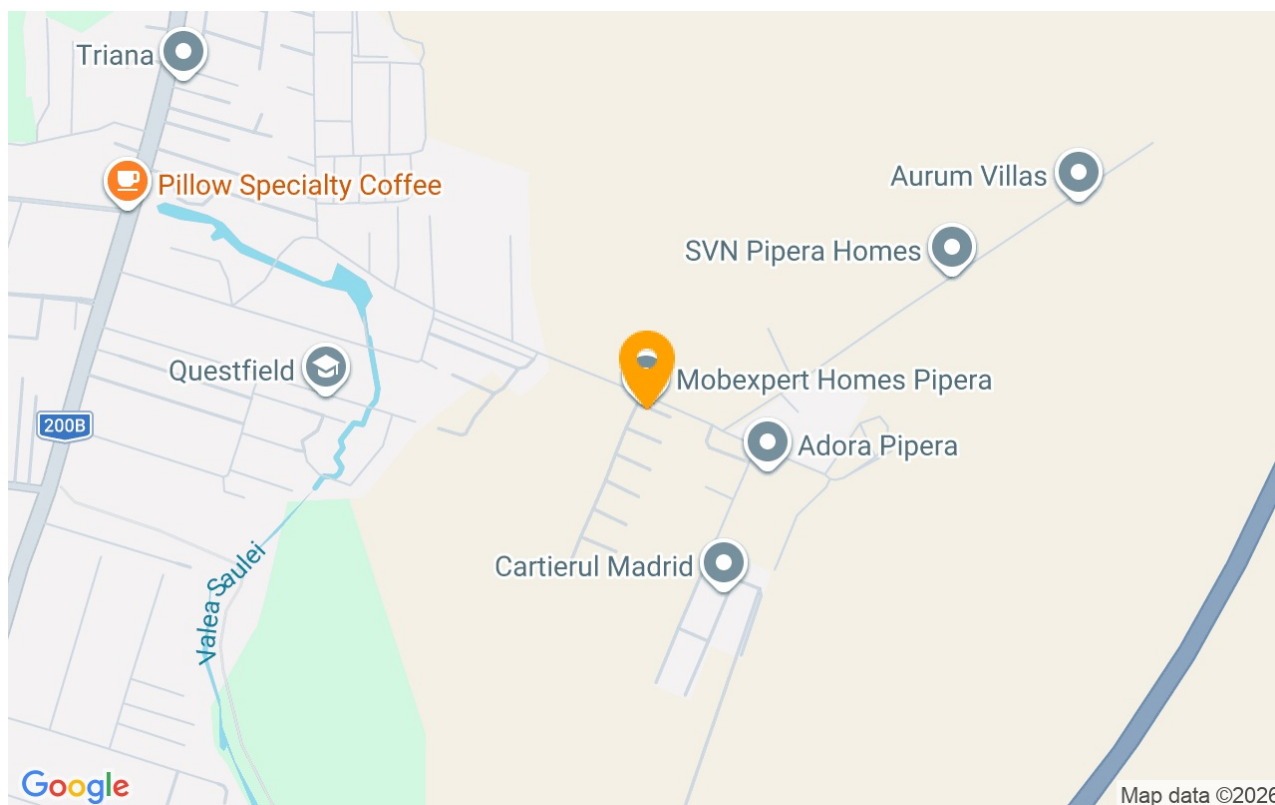 Triana
Pillow Specialty Coffee
Aurum Villas
SVN Pipera Homes
Questfield
Mobexpert Homes Pipera
200B
Adora Pipera
Cartierul Madrid
Valea Saulei
Google
Map data ©2026